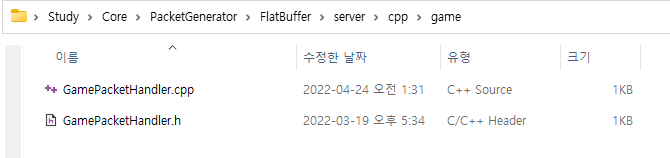 Study > Core > PacketGenerator > FlatBuffer > server > cpp > game
이름 수정한 날짜 유형 크기
GamePacketHandler.cpp 2022-04-24 오전 1:31 C++ Source 1KB
GamePacketHandler.h 2022-03-19 오후 5:34 C/C++ Header 1KB